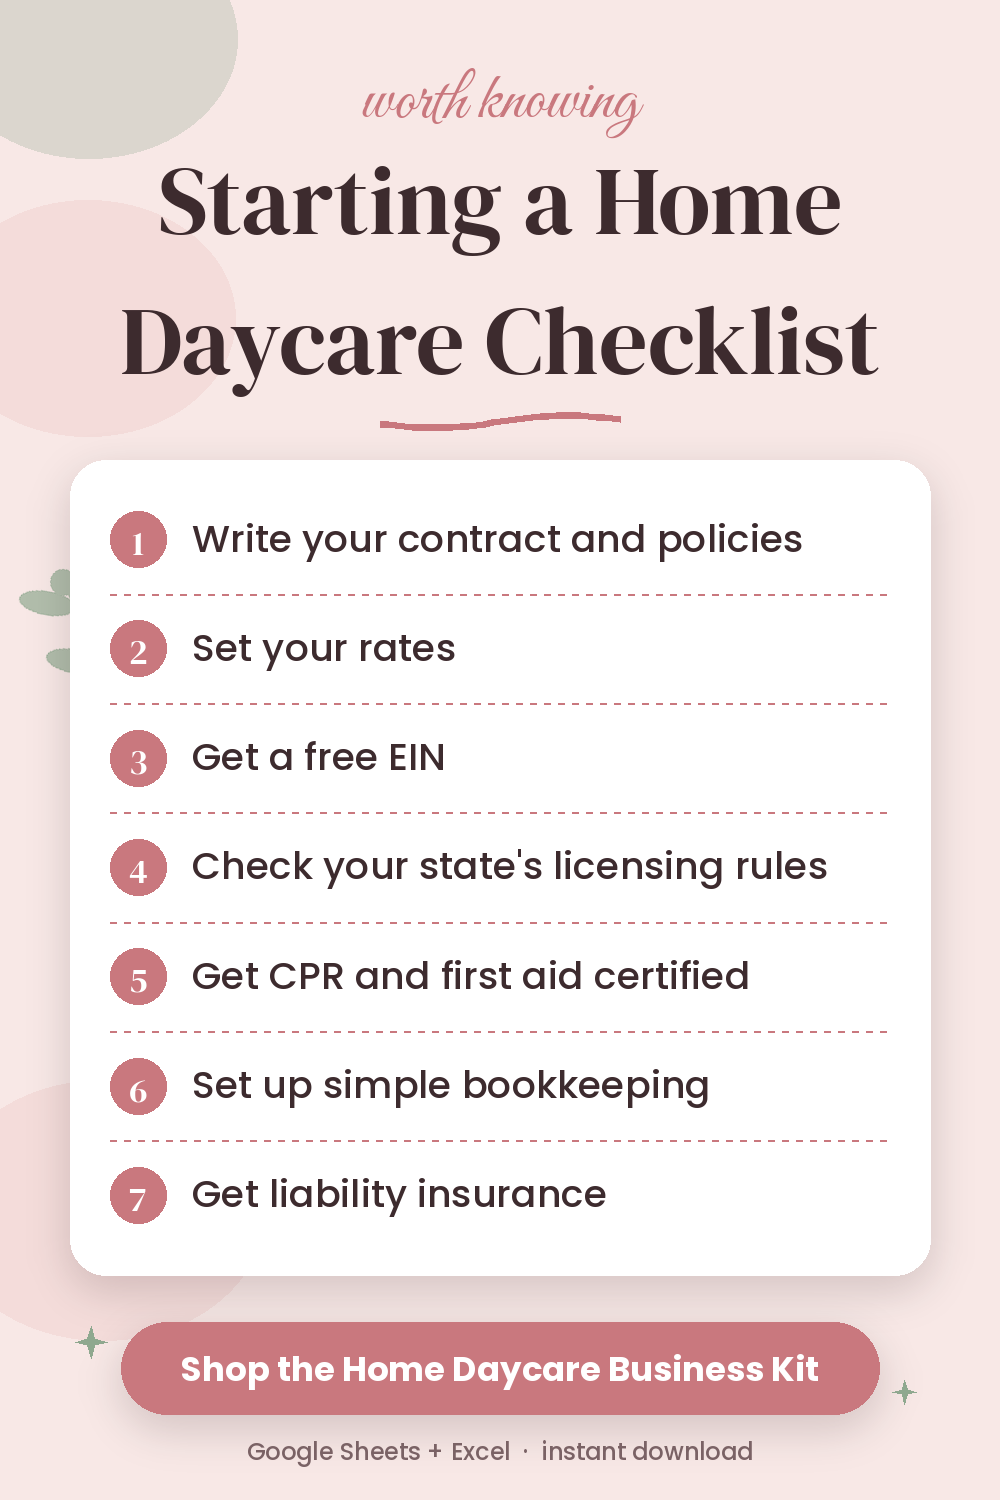 worth knowing
Starting a Home
Daycare Checklist
1 Write your contract and policies
2 Set your rates
3 Get a free EIN
4 Check your state's licensing rules
5 Get CPR and first aid certified
6 Set up simple bookkeeping
7 Get liability insurance
Shop the Home Daycare Business Kit
Google Sheets + Excel · instant download